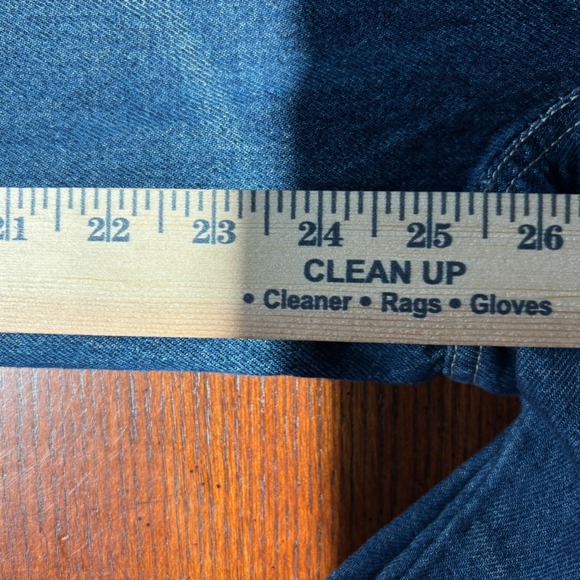 21 22 23 24 25 26
CLEAN UP
• Cleaner • Rags • Gloves